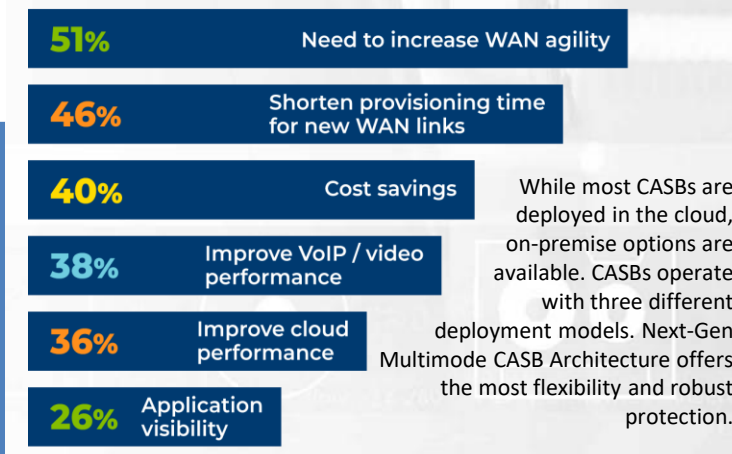 51% Need to increase WAN agility
46% Shorten provisioning time
for new WAN links
40% Cost savings
38% Improve VoIP / video
performance
36% Improve cloud
performance
26% Application
visibility
While most CASBs are
deployed in the cloud,
on-premise options are
available. CASBs operate
with three different
deployment models. Next-Gen
Multimode CASB Architecture offers
the most flexibility and robust
protection.